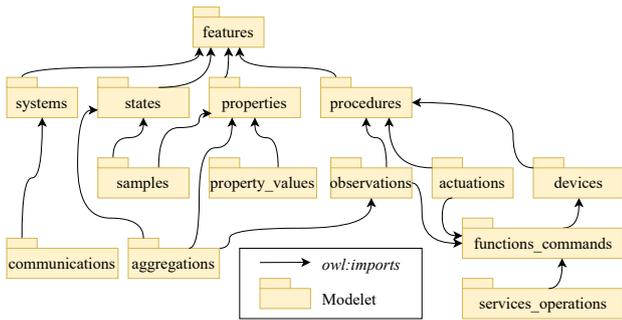 features
systems
states
properties
procedures
samples
property_values
observations
actuations
devices
communications
aggregations
functions_commands
services_operations
owl:imports
Modelet